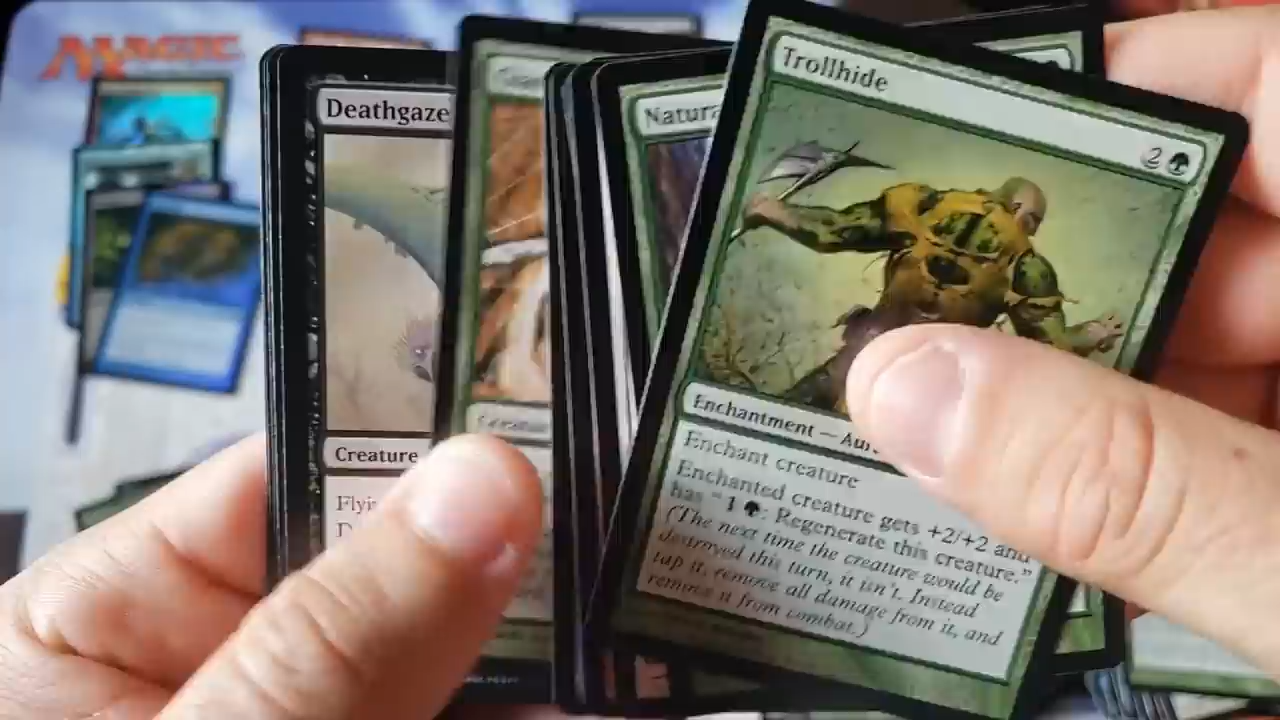 MAGIC
Deathgaze
Creature
Natura
Trollhide
2
Enchantment — Au
Enchant creature
Enchanted creature gets +2/+2 and
has "1 : Regenerate this creature."
(The next time the creature would be
destroyed this turn, it isn't. Instead
tap it, remove all damage from it, and
remove it from combat.)